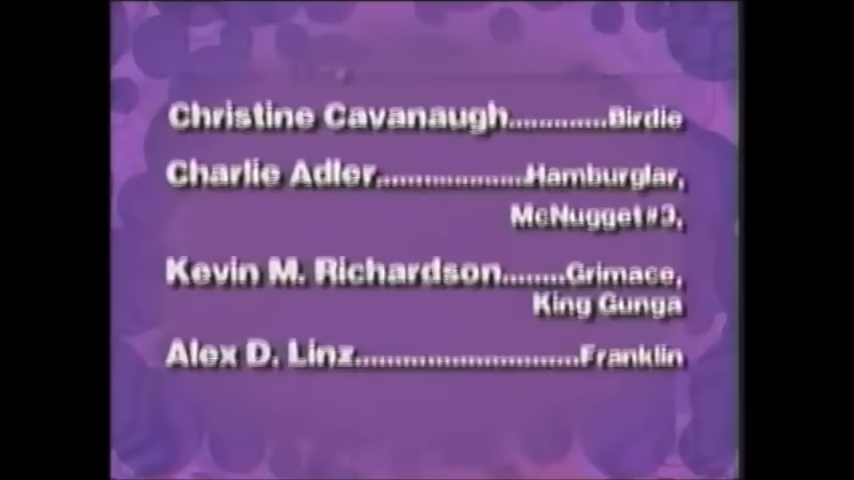 Christine Cavanaugh.............Birdie
Charlie Adler...................Hamburglar,
McNugget #3,
Kevin M. Richardson........Grimace,
King Gunga
Alex D. Linz............................Franklin